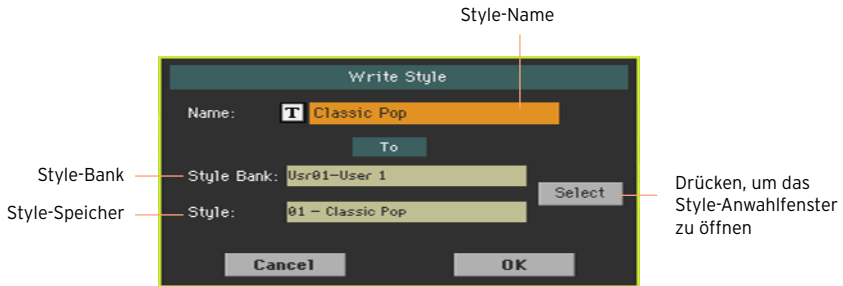 Style-Name
Write Style
Name: T Classic Pop
To
Style-Bank
Style Bank: Usr01-User 1
Select
Drücken, um das
Style-Anwahlfenster
zu öffnen
Style-Speicher
Style: 01 - Classic Pop
Cancel OK